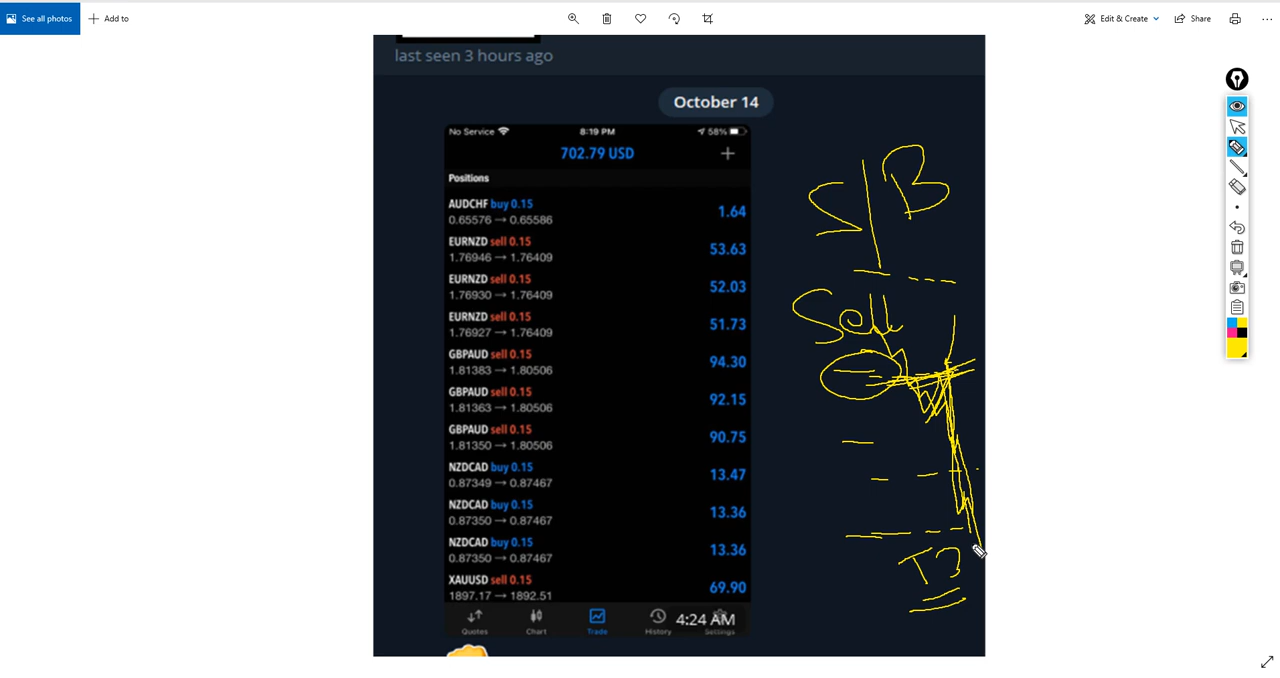 See all photos
Add to
Edit & Create
Share
last seen 3 hours ago
October 14
No Service 8:19 PM 58%
702.79 USD
Positions
AUDCHF buy 0.15 1.64
0.65576 → 0.65586
EURNZD sell 0.15 53.63
1.76946 → 1.76409
EURNZD sell 0.15 52.03
1.76930 → 1.76409
EURNZD sell 0.15 51.73
1.76927 → 1.76409
GBPAUD sell 0.15 94.30
1.81383 → 1.80506
GBPAUD sell 0.15 92.15
1.81363 → 1.80506
GBPAUD sell 0.15 90.75
1.81350 → 1.80506
NZDCAD buy 0.15 13.47
0.87349 → 0.87467
NZDCAD buy 0.15 13.36
0.87350 → 0.87467
NZDCAD buy 0.15 13.36
0.87350 → 0.87467
XAUUSD sell 0.15 69.90
1897.17 → 1892.51
Quotes Chart Trade History Settings
4:24 AM
S/B
Sell
T3